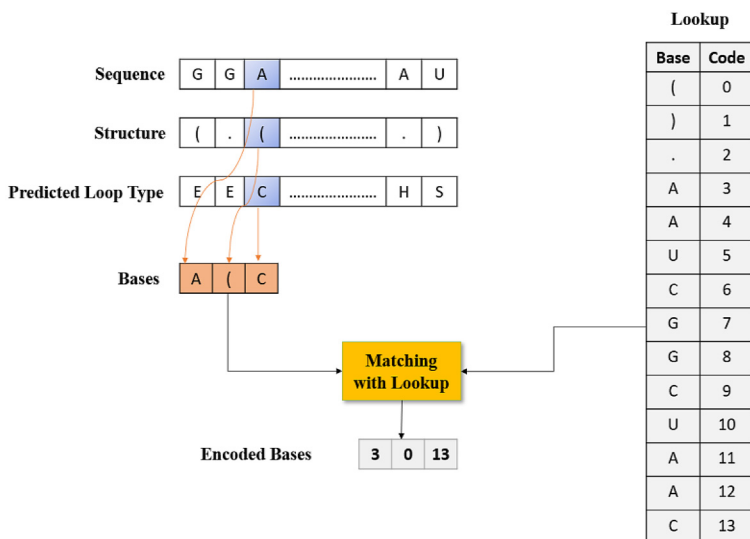 Lookup
Sequence G G A ...................... A U
Structure ( . ( ...................... . )
Predicted Loop Type E E C ...................... H S
Bases A ( C
Matching
with Lookup
Encoded Bases 3 0 13
Base Code
( 0
) 1
. 2
A 3
A 4
U 5
C 6
G 7
G 8
C 9
U 10
A 11
A 12
C 13